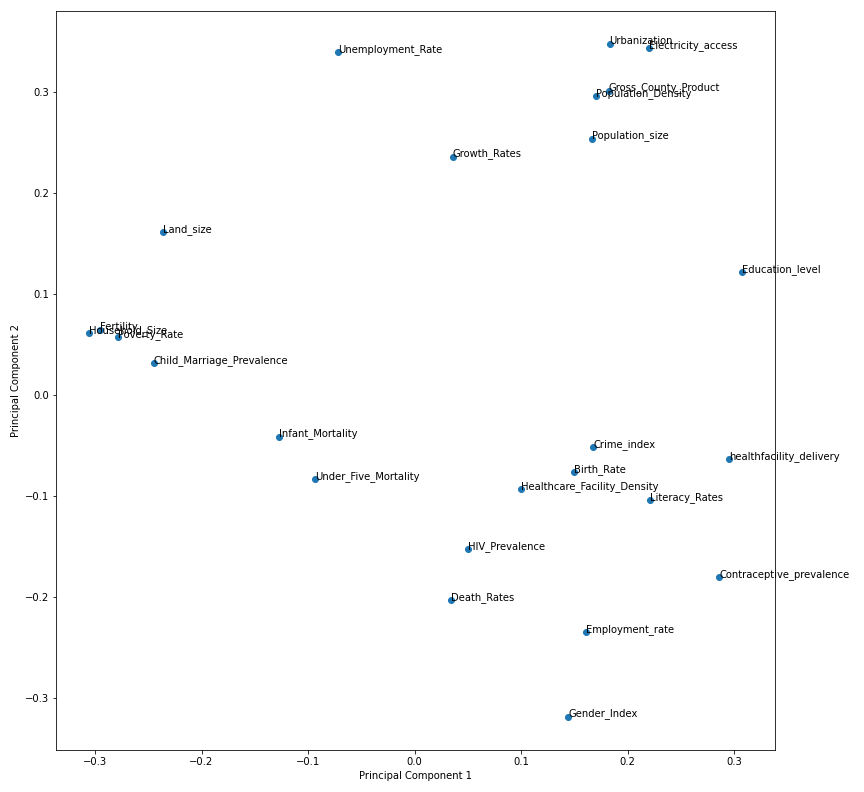 Urbanization
Electricity_access
Unemployment_Rate
Gross_County_Product
Population_Density
Population_size
Growth_Rates
Land_size
Education_level
Fertility
Household_Size
Poverty_Rate
Child_Marriage_Prevalence
Infant_Mortality
Crime_index
healthfacility_delivery
Birth_Rate
Under_Five_Mortality
Healthcare_Facility_Density
Literacy_Rates
HIV_Prevalence
Contraceptive_prevalence
Death_Rates
Employment_rate
Gender_Index
0.3
0.2
0.1
0.0
−0.1
−0.2
−0.3
Principal Component 2
−0.3 −0.2 −0.1 0.0 0.1 0.2 0.3
Principal Component 1